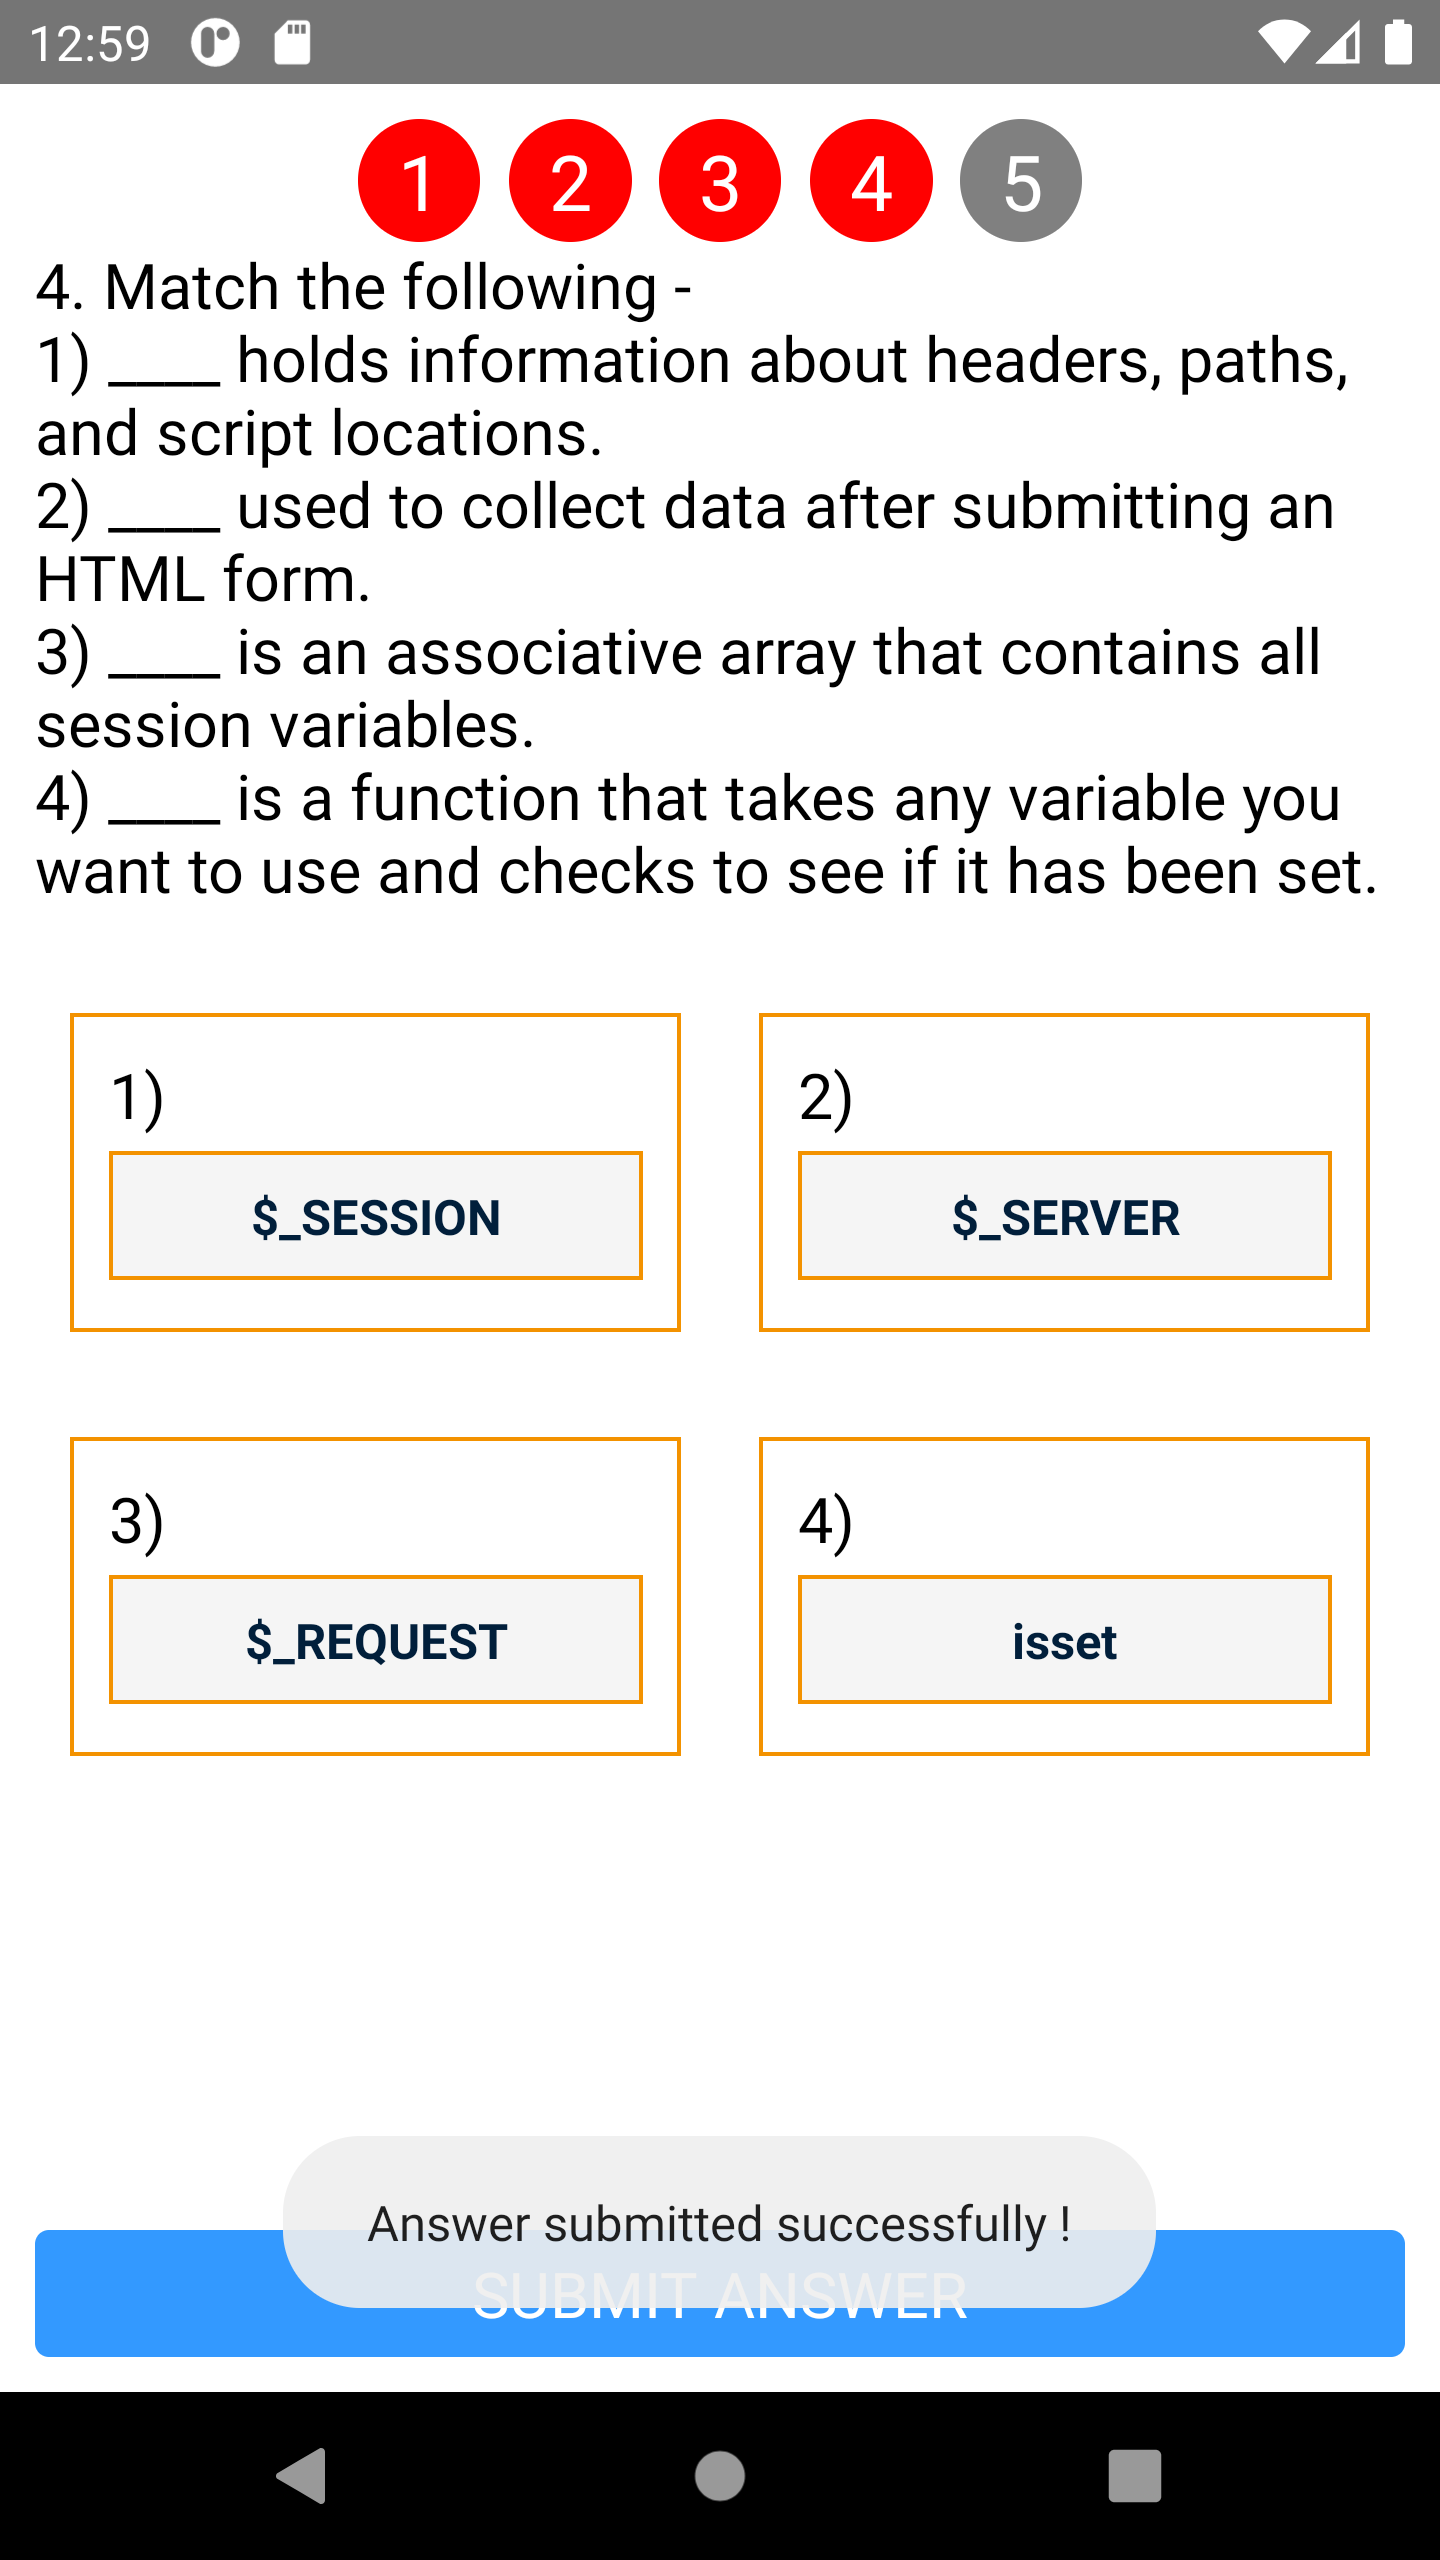 12:59
1 2 3 4 5
4. Match the following -
1) ____ holds information about headers, paths,
and script locations.
2) ____ used to collect data after submitting an
HTML form.
3) ____ is an associative array that contains all
session variables.
4) ____ is a function that takes any variable you
want to use and checks to see if it has been set.
1)
$_SESSION
2)
$_SERVER
3)
$_REQUEST
4)
isset
Answer submitted successfully !
SUBMIT ANSWER